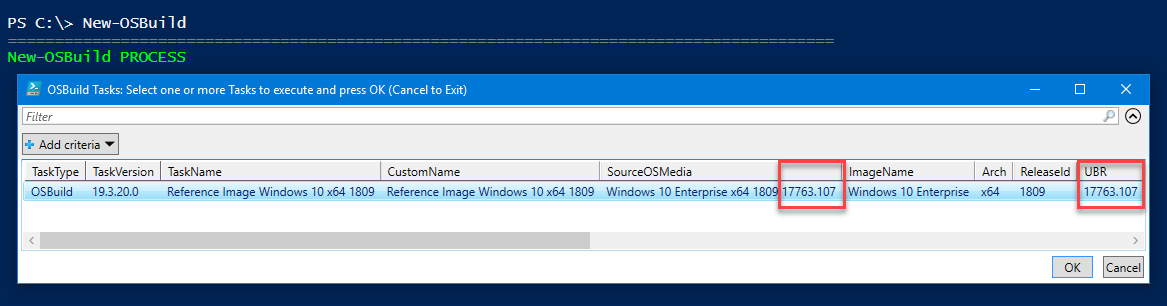 PS C:\> New-OSBuild
================================================================================
New-OSBuild PROCESS
OSBuild Tasks: Select one or more Tasks to execute and press OK (Cancel to Exit)
Filter
Add criteria
TaskType TaskVersion TaskName CustomName SourceOSMedia ImageName Arch ReleaseId UBR
OSBuild 19.3.20.0 Reference Image Windows 10 x64 1809 Reference Image Windows 10 x64 1809 Windows 10 Enterprise x64 1809 17763.107 Windows 10 Enterprise x64 1809 17763.107
OK Cancel